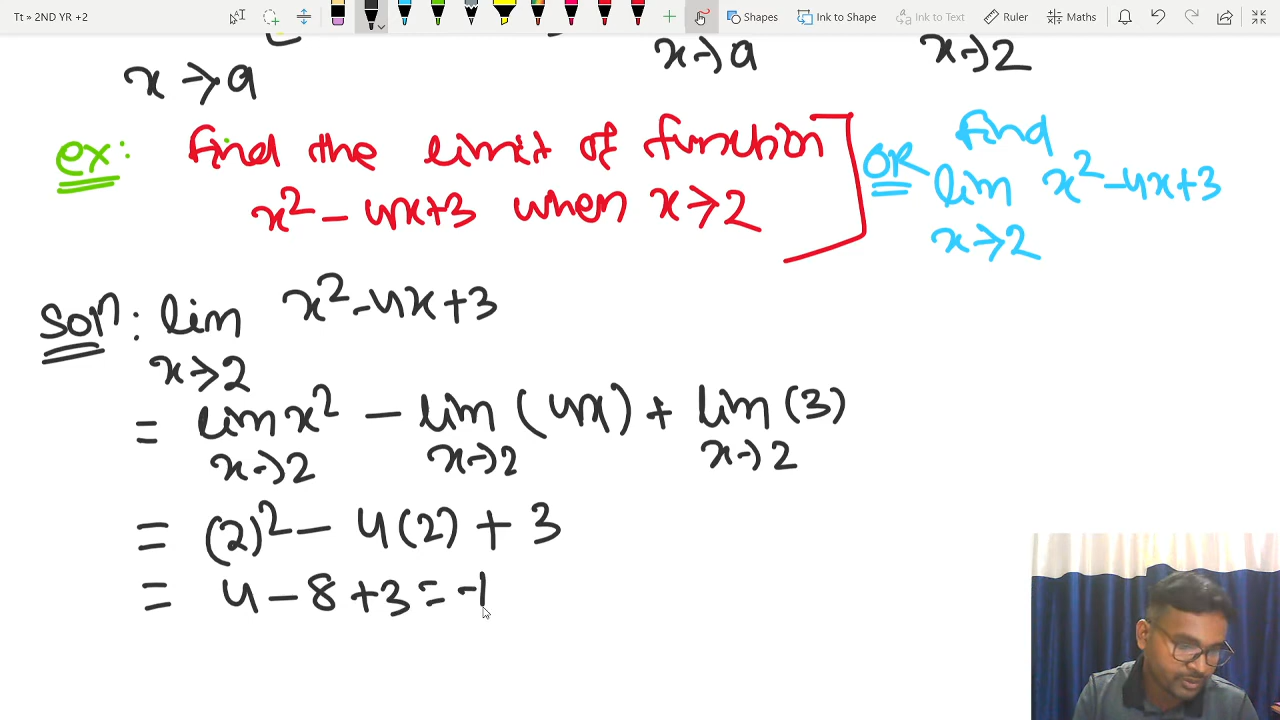 Tt » 2ND YR +2
Shapes Ink to Shape Ink to Text Ruler Maths
x→a x→a x→2
ex: Find the limit of function
x² - 4x+3 when x→2
OR Find
lim x² -4x+3
x→2
Solⁿ: lim x² -4x+3
x→2
= lim x² - lim (4x) + lim (3)
x→2 x→2 x→2
= (2)² - 4(2) + 3
= 4 - 8 +3 = -1